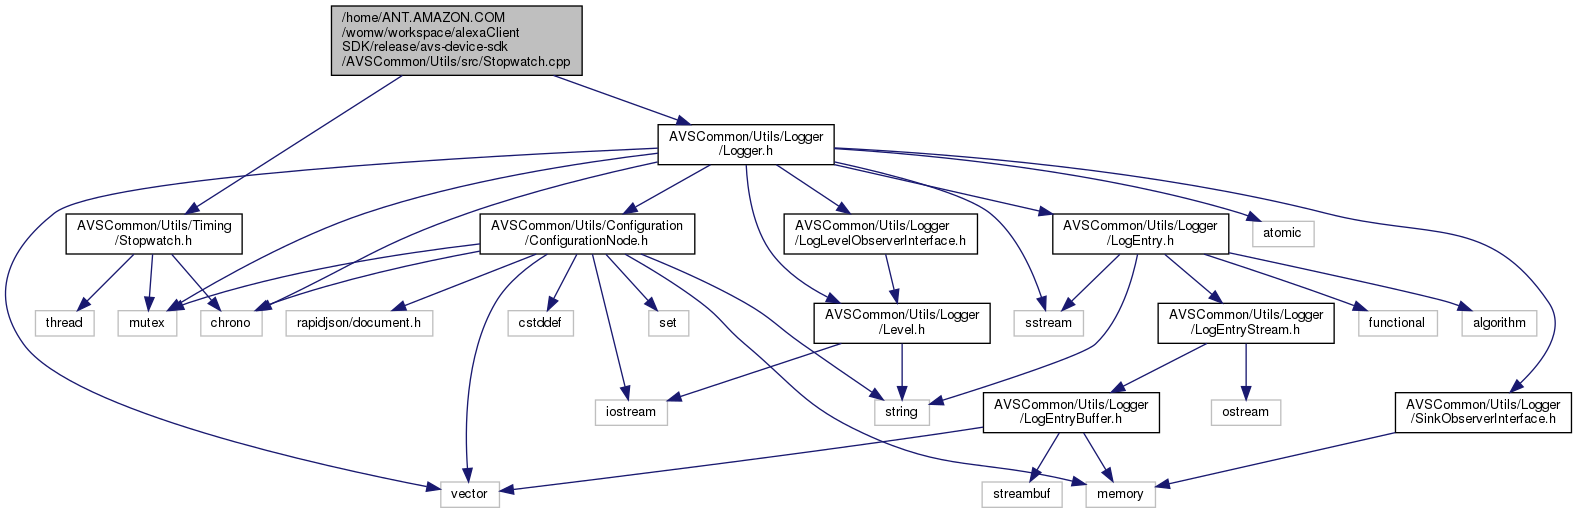 /home/ANT.AMAZON.COM
/womw/workspace/alexaClient
SDK/release/avs-device-sdk
/AVSCommon/Utils/src/Stopwatch.cpp
AVSCommon/Utils/Logger
/Logger.h
AVSCommon/Utils/Timing
/Stopwatch.h
AVSCommon/Utils/Configuration
/ConfigurationNode.h
AVSCommon/Utils/Logger
/LogLevelObserverInterface.h
AVSCommon/Utils/Logger
/LogEntry.h
atomic
thread
mutex
chrono
rapidjson/document.h
cstddef
set
AVSCommon/Utils/Logger
/Level.h
sstream
AVSCommon/Utils/Logger
/LogEntryStream.h
functional
algorithm
iostream
string
AVSCommon/Utils/Logger
/LogEntryBuffer.h
ostream
AVSCommon/Utils/Logger
/SinkObserverInterface.h
vector
streambuf
memory